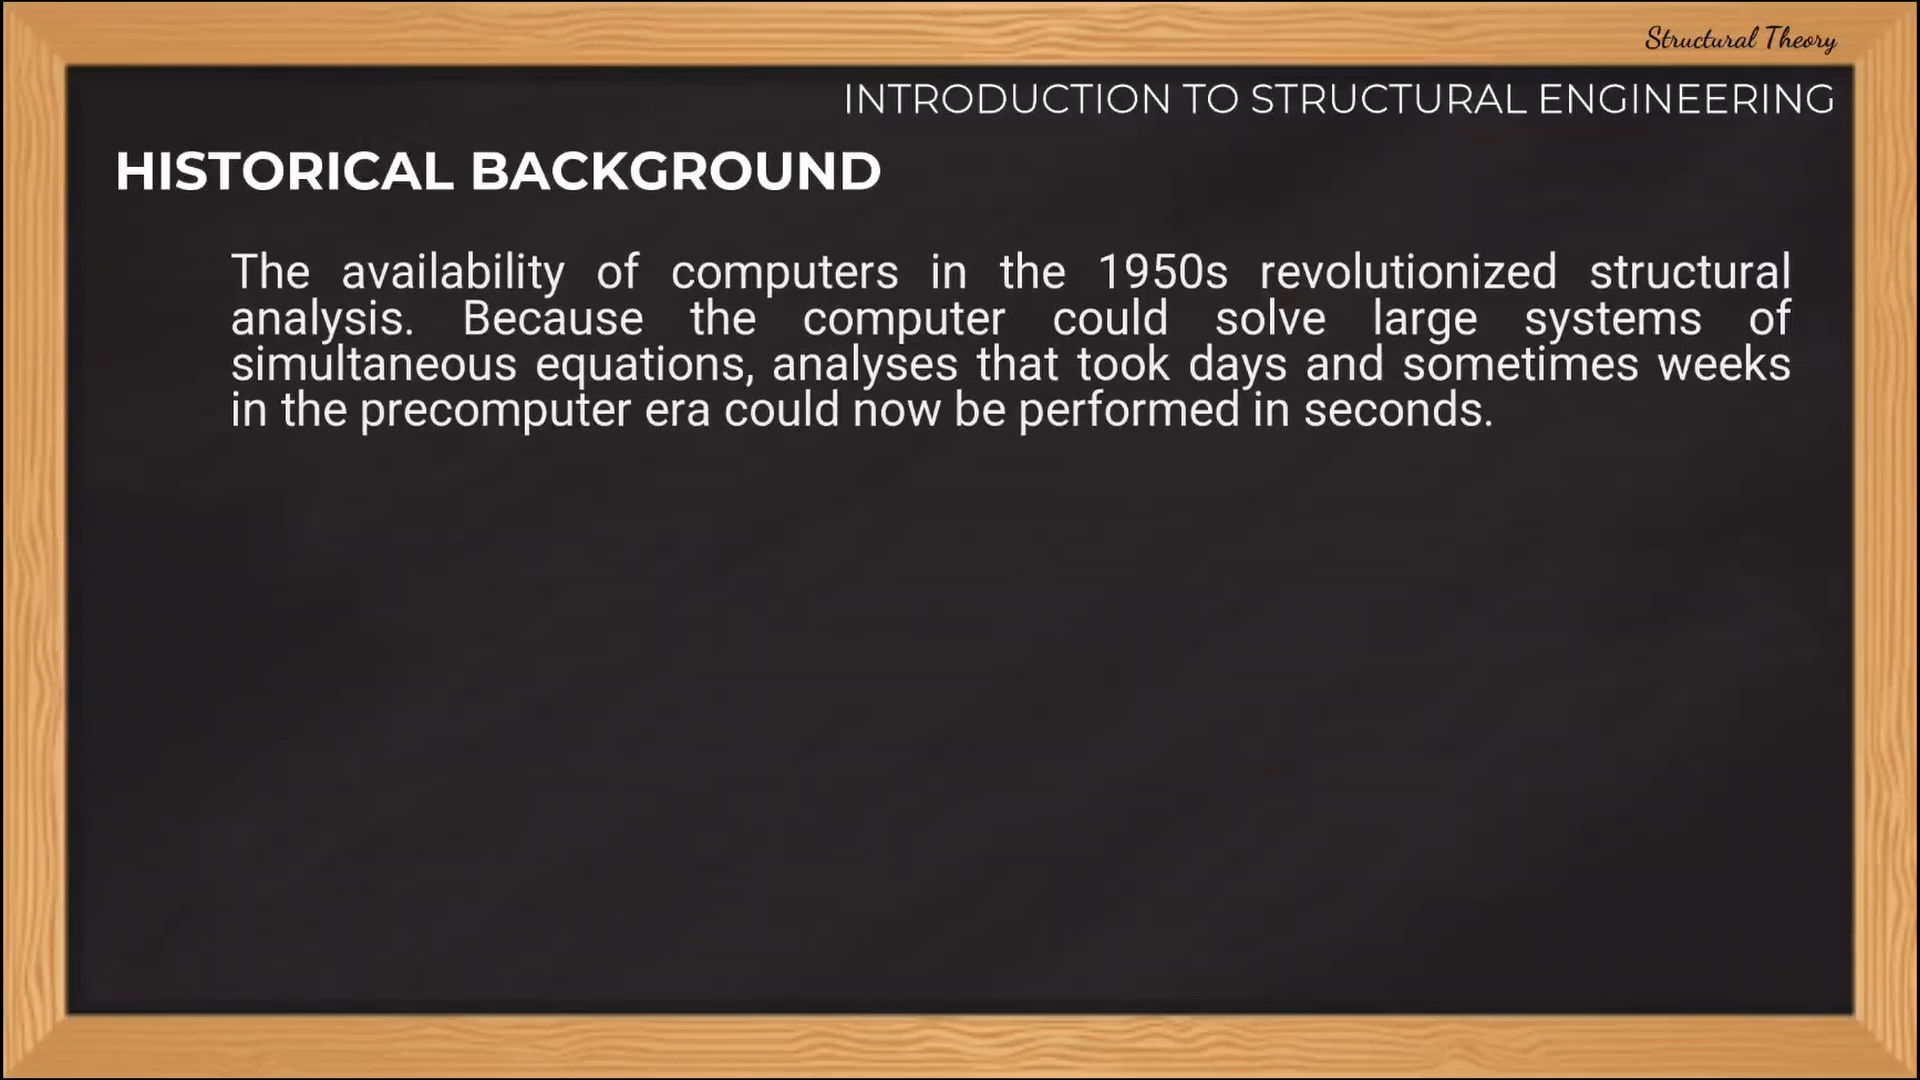 Structural Theory
INTRODUCTION TO STRUCTURAL ENGINEERING
HISTORICAL BACKGROUND
The availability of computers in the 1950s revolutionized structural
analysis. Because the computer could solve large systems of
simultaneous equations, analyses that took days and sometimes weeks
in the precomputer era could now be performed in seconds.